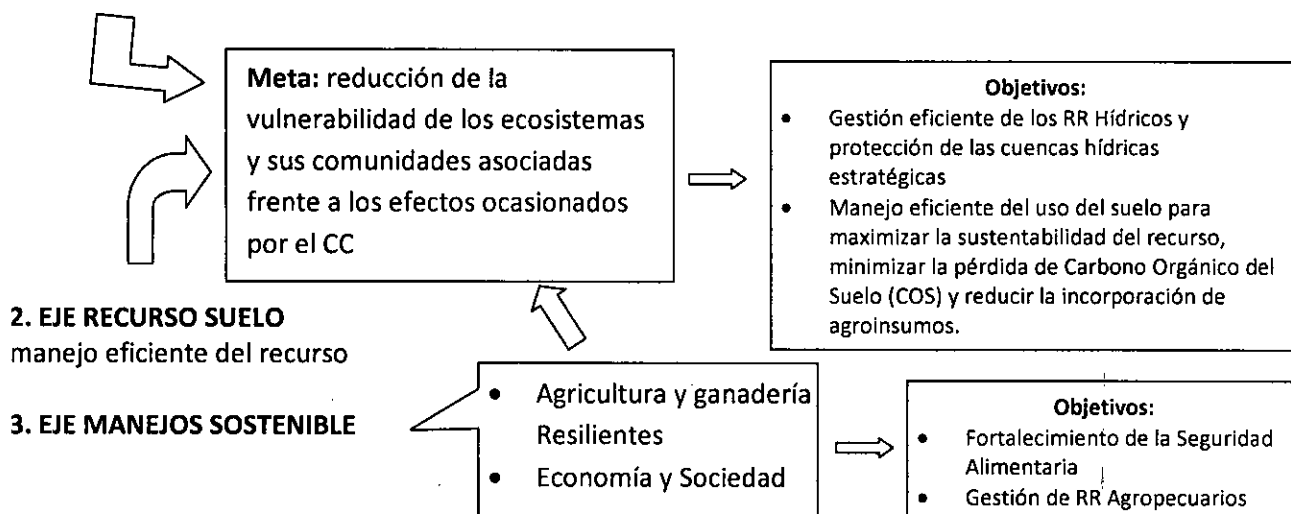 Meta: reducción de la
vulnerabilidad de los ecosistemas
y sus comunidades asociadas
frente a los efectos ocasionados
por el CC
Objetivos:
• Gestión eficiente de los RR Hídricos y
protección de las cuencas hídricas
estratégicas
• Manejo eficiente del uso del suelo para
maximizar la sustentabilidad del recurso,
minimizar la pérdida de Carbono Orgánico del
Suelo (COS) y reducir la incorporación de
agroinsumos.
2. EJE RECURSO SUELO
manejo eficiente del recurso
3. EJE MANEJOS SOSTENIBLE
• Agricultura y ganadería
Resilientes
• Economía y Sociedad
Objetivos:
• Fortalecimiento de la Seguridad
Alimentaria
• Gestión de RR Agropecuarios